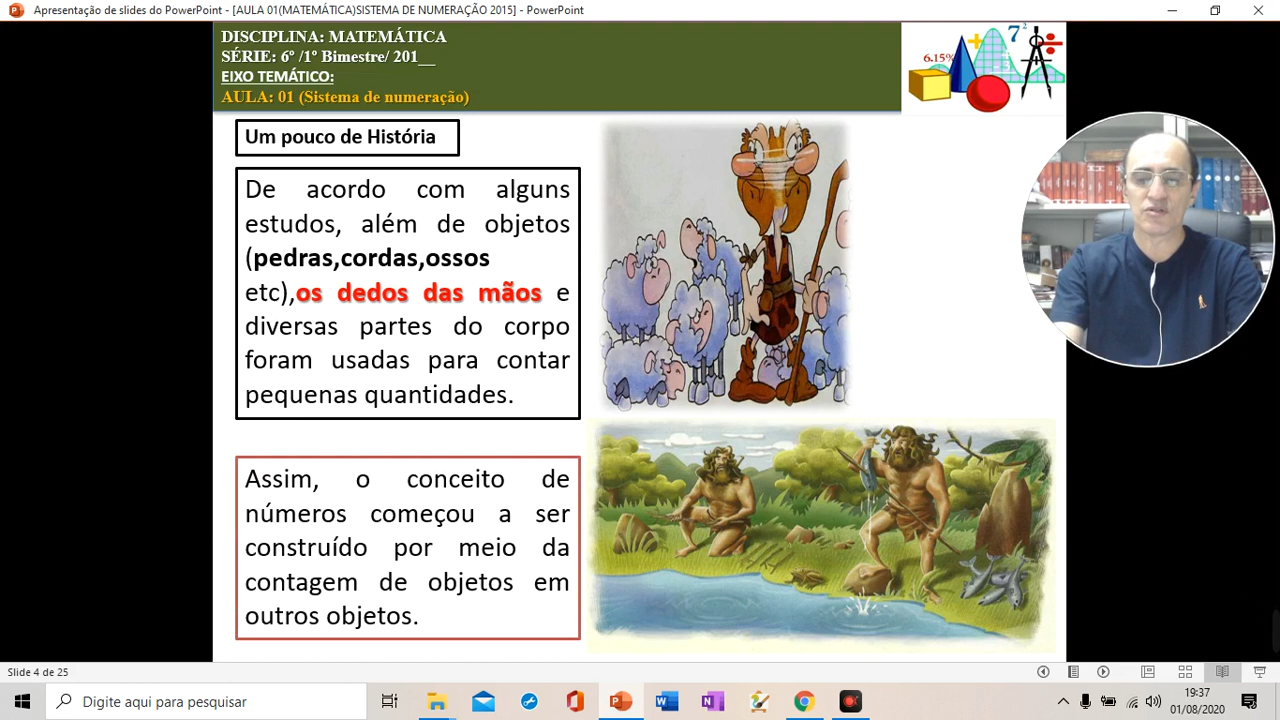 Apresentação de slides do PowerPoint - [AULA 01(MATEMÁTICA)SISTEMA DE NUMERAÇÃO 2015] - PowerPoint
DISCIPLINA: MATEMÁTICA
SÉRIE: 6º /1º Bimestre/ 201__
EIXO TEMÁTICO:
AULA: 01 (Sistema de numeração)
6.15%
7²
Um pouco de História
De acordo com alguns
estudos, além de objetos
(pedras,cordas,ossos
etc),os dedos das mãos e
diversas partes do corpo
foram usadas para contar
pequenas quantidades.
Assim, o conceito de
números começou a ser
construído por meio da
contagem de objetos em
outros objetos.
Slide 4 de 25
Digite aqui para pesquisar
19:37
01/08/2020